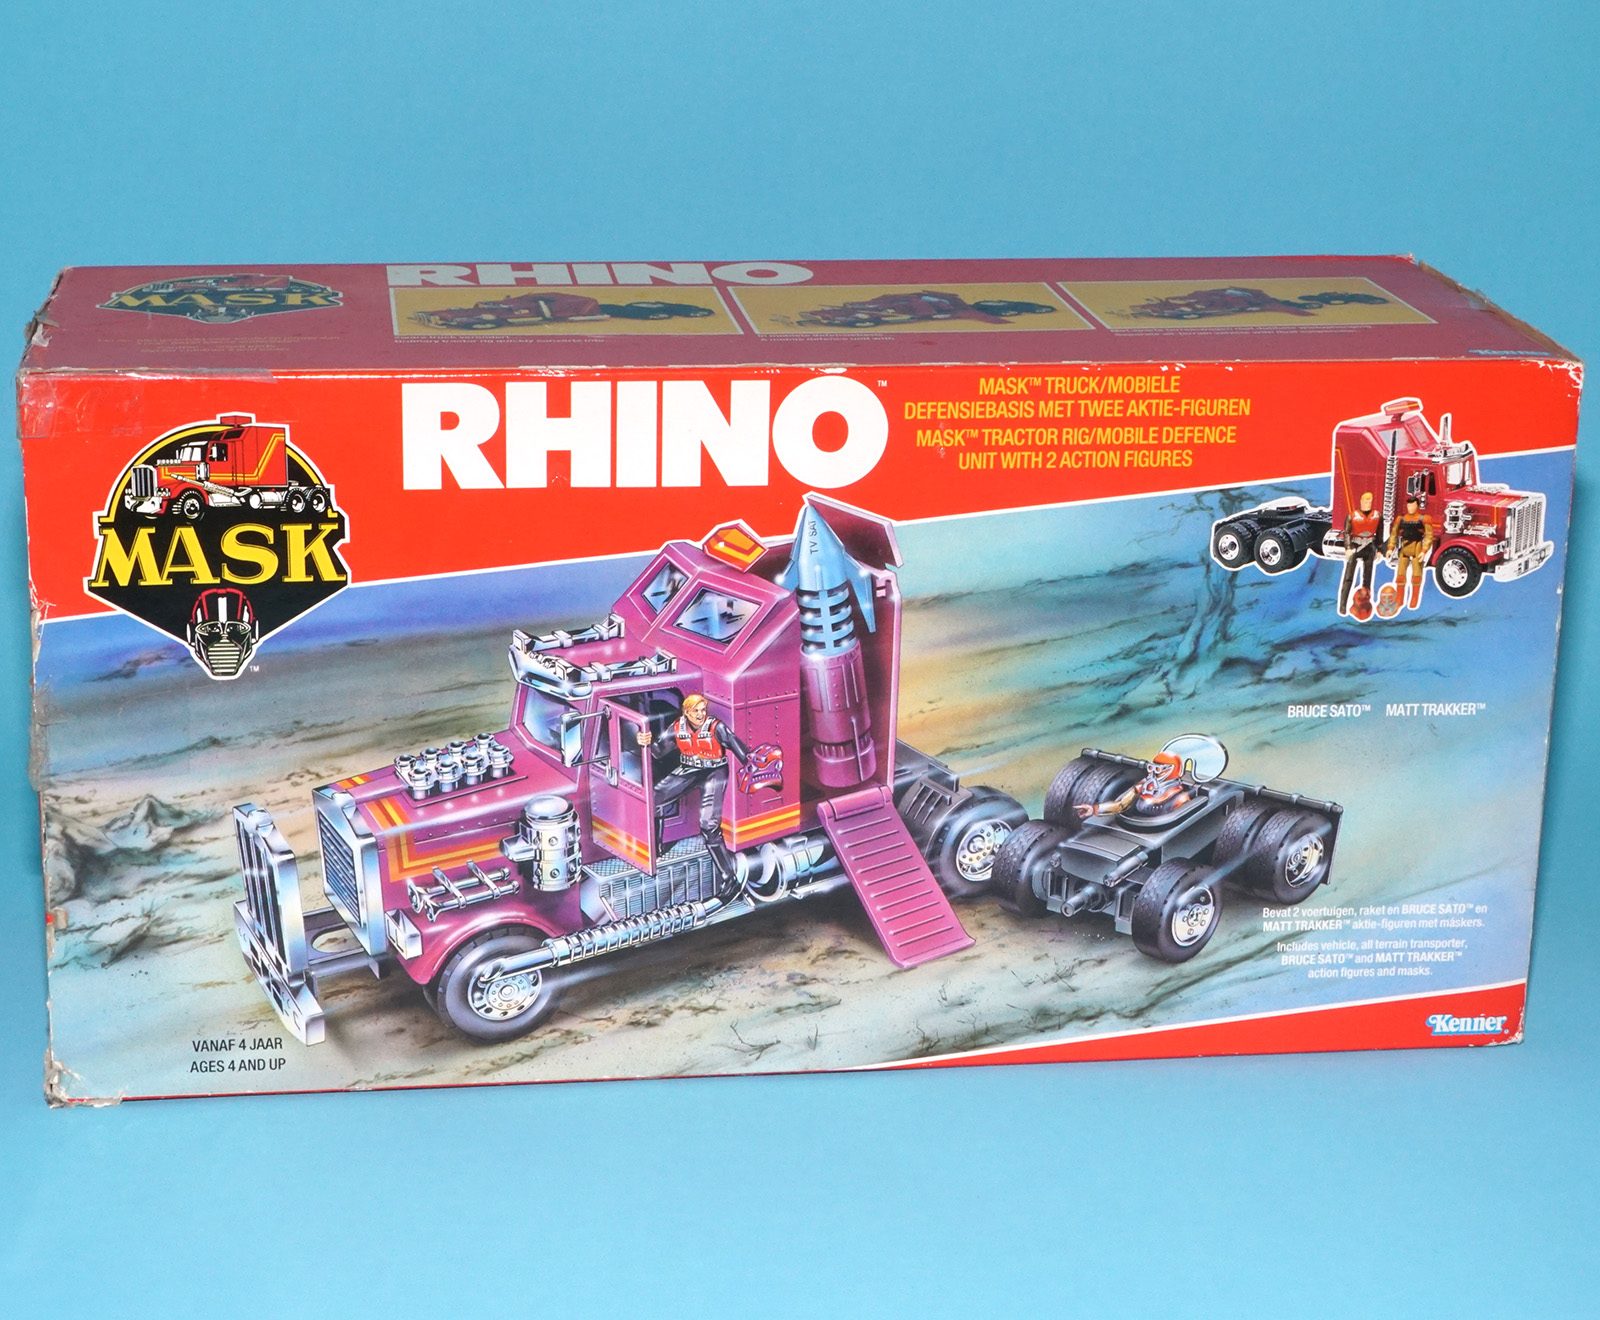 MASK
RHINO
Kenner
RHINO™
MASK™ TRUCK/MOBIELE
DEFENSIEBASIS MET TWEE AKTIE-FIGUREN
MASK™ TRACTOR RIG/MOBILE DEFENCE
UNIT WITH 2 ACTION FIGURES
MASK
™
TV SAT
BRUCE SATO™ MATT TRAKKER™
Bevat 2 voertuigen, raket en BRUCE SATO™ en
MATT TRAKKER™ aktie-figuren met maskers.
Includes vehicle, all terrain transporter,
BRUCE SATO™ and MATT TRAKKER™
action figures and masks.
VANAF 4 JAAR
AGES 4 AND UP
Kenner